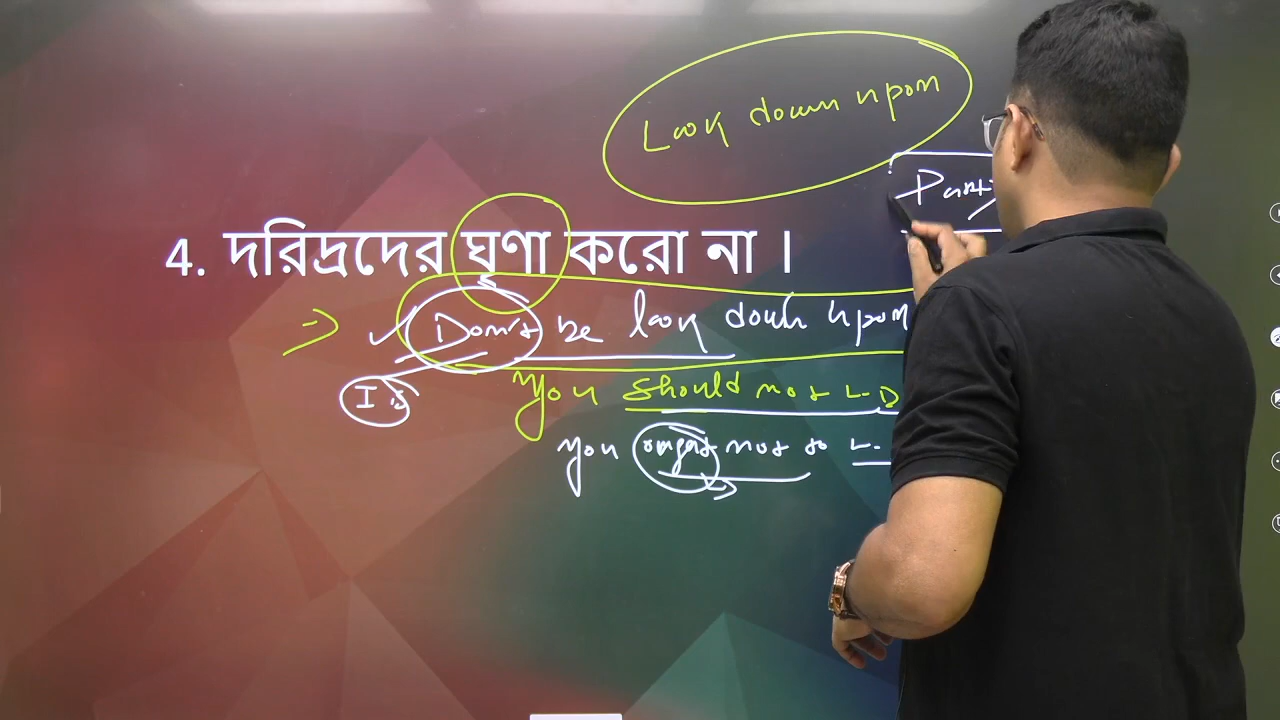 Look down upon
4. দরিদ্রদের ঘৃণা করো না ।
Don't be look down upon
I is
You should not L-D
you ought not to L-